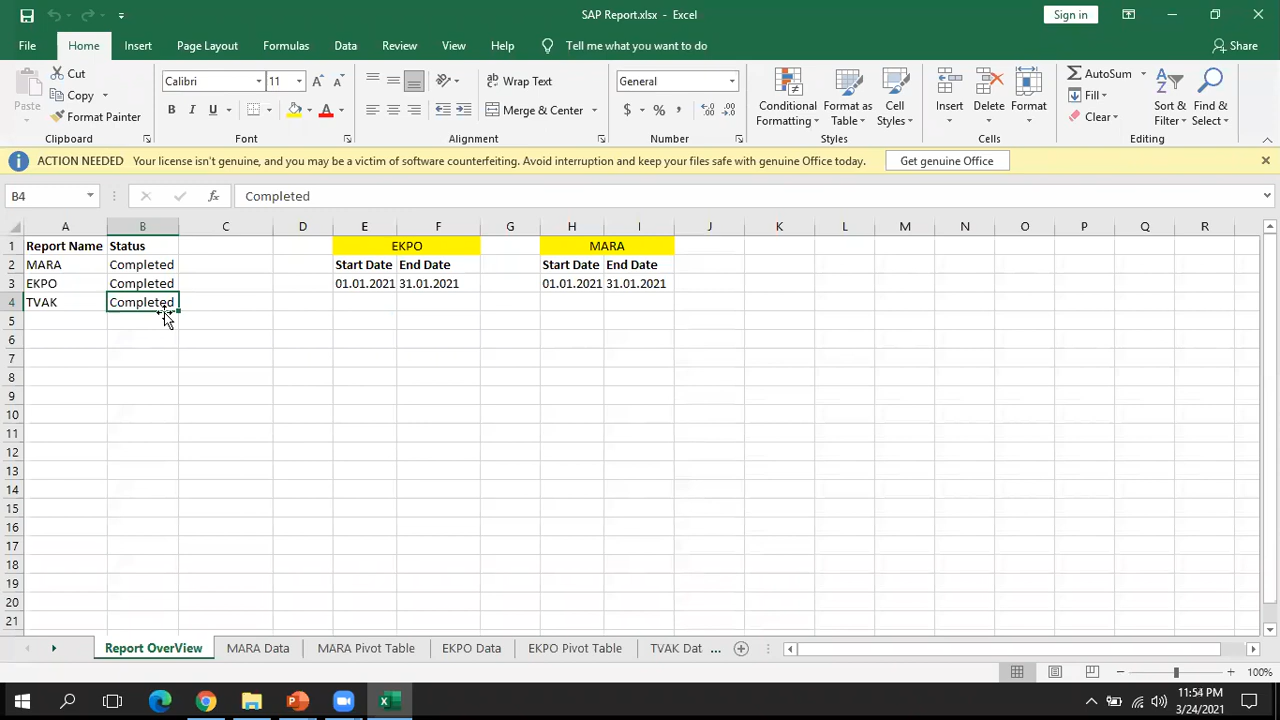 SAP Report.xlsx - Excel
Sign in
File Home Insert Page Layout Formulas Data Review View Help Tell me what you want to do Share
Paste
Cut
Copy
Format Painter
Clipboard
Calibri 11
B I U A
Font
Wrap Text
Merge & Center
Alignment
General
$ %
Number
Conditional Formatting
Format as Table
Cell Styles
Styles
Insert
Delete
Format
Cells
AutoSum
Fill
Clear
Sort & Filter
Find & Select
Editing
ACTION NEEDED Your license isn't genuine, and you may be a victim of software counterfeiting. Avoid interruption and keep your files safe with genuine Office today. Get genuine Office
B4 fx Completed
A B C D E F G H I J K L M N O P Q R
1 Report Name Status EKPO MARA
2 MARA Completed Start Date End Date Start Date End Date
3 EKPO Completed 01.01.2021 31.01.2021 01.01.2021 31.01.2021
4 TVAK Completed
5
6
7
8
9
10
11
12
13
14
15
16
17
18
19
20
21
Report OverView MARA Data MARA Pivot Table EKPO Data EKPO Pivot Table TVAK Dat ...
100%
11:54 PM
3/24/2021